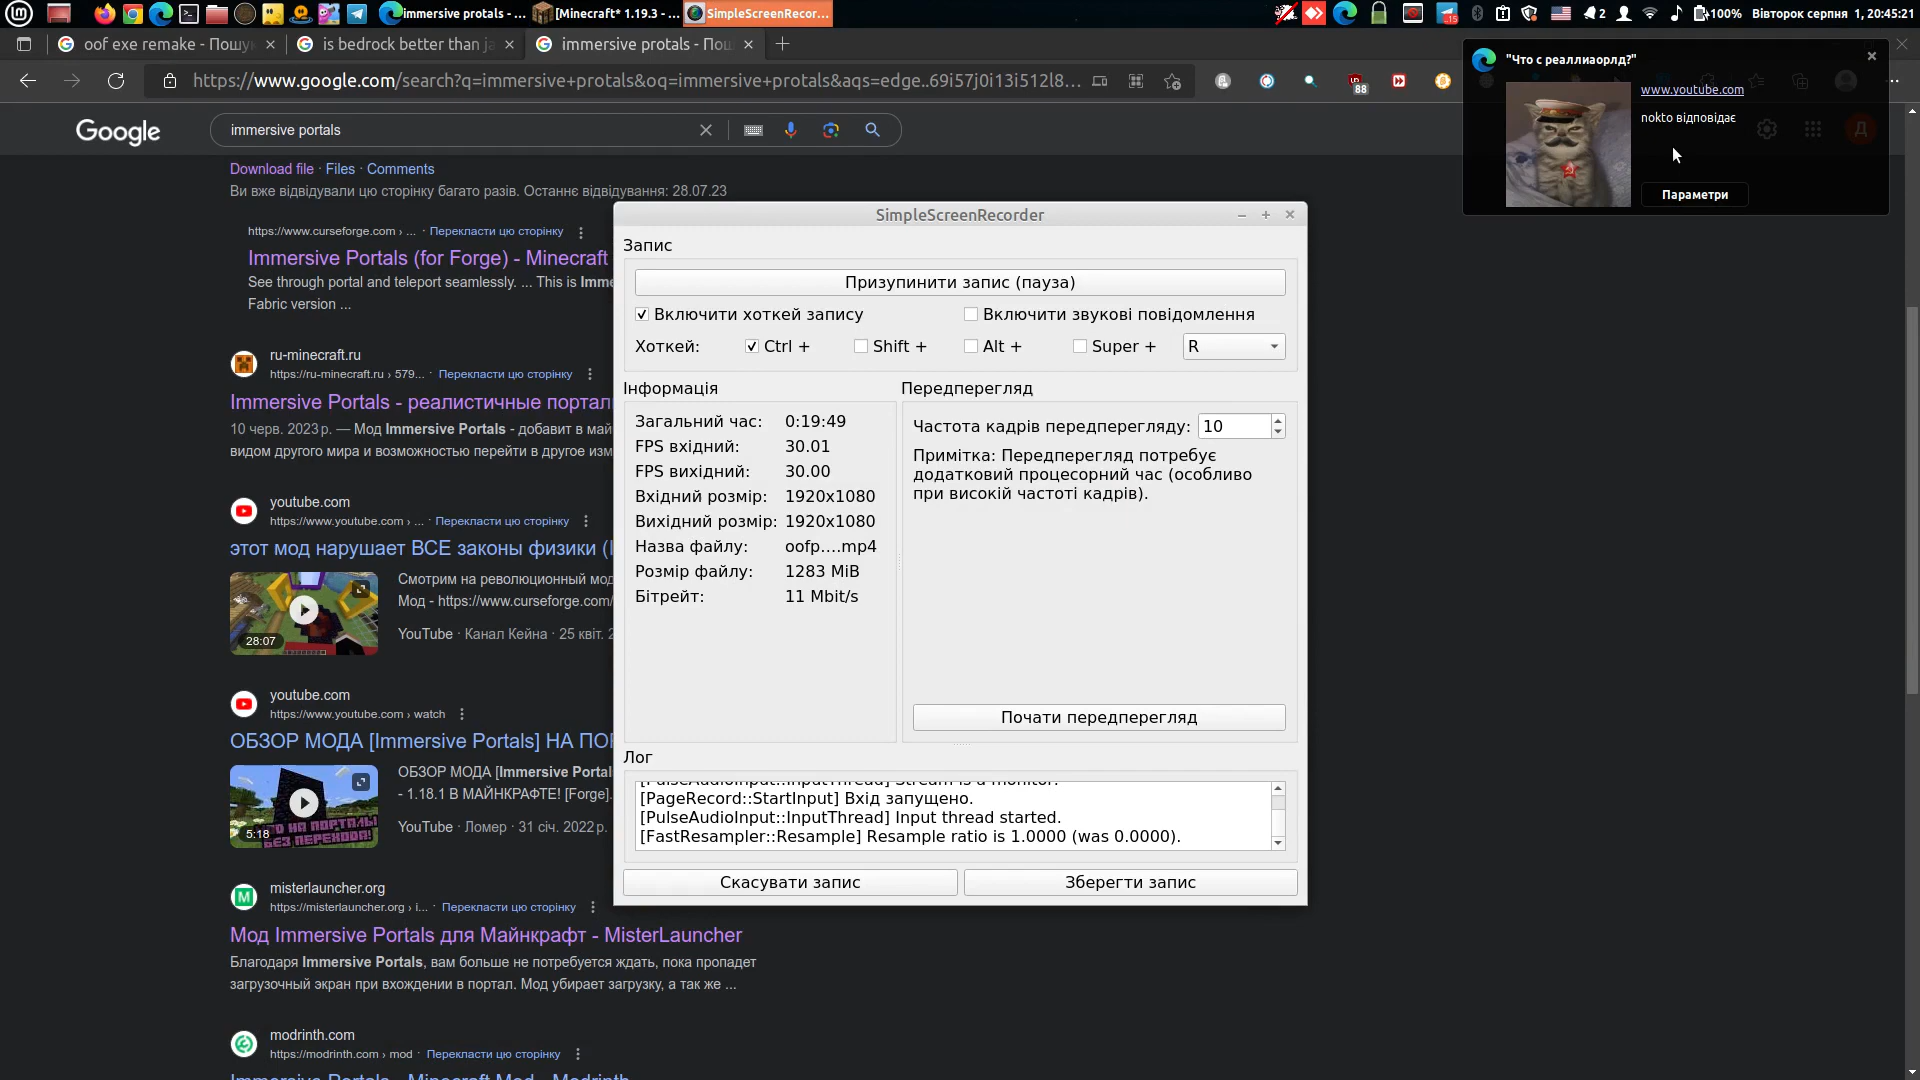 immersive protals - ...
[Minecraft* 1.19.3 - ...
SimpleScreenRecor...
15
2
100%
Вівторок серпня 1, 20:45:21
oof exe remake - Пошук
is bedrock better than ja
immersive protals - Пош
https://www.google.com/search?q=immersive+protals&oq=immersive+protals&aqs=edge..69i57j0i13i512l8...
88
"Что с реаллиаорлд?"
www.youtube.com
nokto відповідає
Параметри
Google
immersive portals
Д
Download file · Files · Comments
Ви вже відвідували цю сторінку багато разів. Останнє відвідування: 28.07.23
https://www.curseforge.com › ... · Перекласти цю сторінку
Immersive Portals (for Forge) - Minecraft
See through portal and teleport seamlessly. ... This is Imme
Fabric version ...
ru-minecraft.ru
https://ru-minecraft.ru › 579... · Перекласти цю сторінку
Immersive Portals - реалистичные портал
10 черв. 2023 р. — Мод Immersive Portals - добавит в май
видом другого мира и возможностью перейти в другое изм
youtube.com
https://www.youtube.com › ... · Перекласти цю сторінку
этот мод нарушает ВСЕ законы физики (I
28:07
Смотрим на революционный мод
Мод - https://www.curseforge.com/
YouTube · Канал Кейна · 25 квіт. 2
youtube.com
https://www.youtube.com › watch
ОБЗОР МОДА [Immersive Portals] НА ПОР
5:18
ОБЗОР МОДА [Immersive Portal
- 1.18.1 В МАЙНКРАФТЕ! [Forge].
YouTube · Ломер · 31 січ. 2022 р.
misterlauncher.org
https://misterlauncher.org › i... · Перекласти цю сторінку
Мод Immersive Portals для Майнкрафт - MisterLauncher
Благодаря Immersive Portals, вам больше не потребуется ждать, пока пропадет
загрузочный экран при вхождении в портал. Мод убирает загрузку, а так же ...
modrinth.com
https://modrinth.com › mod · Перекласти цю сторінку
Immersive Portals - Minecraft Mod - Modrinth
SimpleScreenRecorder
Запис
Призупинити запис (пауза)
Включити хоткей запису
Включити звукові повідомлення
Хоткей: Ctrl + Shift + Alt + Super + R
Інформація
Загальний час: 0:19:49
FPS вхідний: 30.01
FPS вихідний: 30.00
Вхідний розмір: 1920x1080
Вихідний розмір: 1920x1080
Назва файлу: oofp....mp4
Розмір файлу: 1283 MiB
Бітрейт: 11 Mbit/s
Передперегляд
Частота кадрів передперегляду: 10
Примітка: Передперегляд потребує
додатковий процесорний час (особливо
при високій частоті кадрів).
Почати передперегляд
Лог
[PulseAudioInput::InputThread] Stream is a monitor.
[PageRecord::StartInput] Вхід запущено.
[PulseAudioInput::InputThread] Input thread started.
[FastResampler::Resample] Resample ratio is 1.0000 (was 0.0000).
Скасувати запис
Зберегти запис